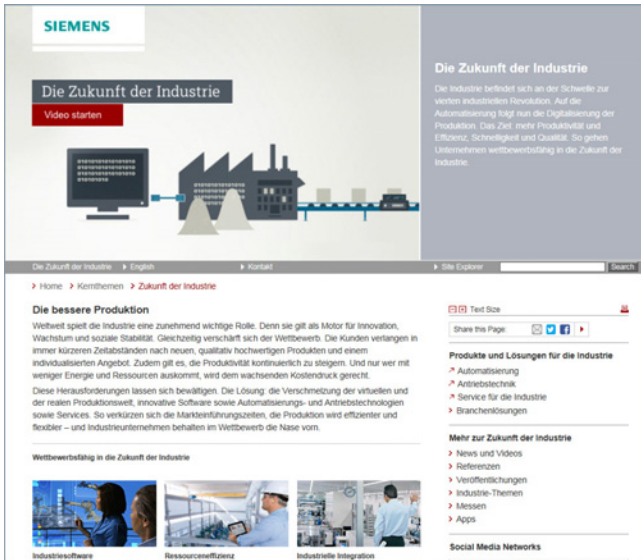 SIEMENS
Die Zukunft der Industrie
Video starten
Die Zukunft der Industrie
Die Industrie befindet sich an der Schwelle zur
vierten industriellen Revolution. Auf die
Automatisierung folgt nun die Digitalisierung der
Produktion. Das Ziel: mehr Produktivität und
Effizienz, Schnelligkeit und Qualität. So gehen
Unternehmen wettbewerbsfähig in die Zukunft der
Industrie.
Die Zukunft der Industrie English Kontakt Site Explorer Search
Home Kernthemen Zukunft der Industrie
Die bessere Produktion
Weltweit spielt die Industrie eine zunehmend wichtige Rolle. Denn sie gilt als Motor für Innovation,
Wachstum und soziale Stabilität. Gleichzeitig verschärft sich der Wettbewerb. Die Kunden verlangen in
immer kürzeren Zeitabständen nach neuen, qualitativ hochwertigen Produkten und einem
individualisierten Angebot. Zudem gilt es, die Produktivität kontinuierlich zu steigern. Und nur wer mit
weniger Energie und Ressourcen auskommt, wird dem wachsenden Kostendruck gerecht.
Diese Herausforderungen lassen sich bewältigen. Die Lösung: die Verschmelzung der virtuellen und
der realen Produktionswelt, innovative Software sowie Automatisierungs- und Antriebstechnologien
sowie Services. So verkürzen sich die Markteinführungszeiten, die Produktion wird effizienter und
flexibler – und Industrieunternehmen behalten im Wettbewerb die Nase vorn.
Wettbewerbsfähig in die Zukunft der Industrie
Industriesoftware
Ressourceneffizienz
Industrielle Integration
Text Size
Share this Page:
Produkte und Lösungen für die Industrie
Automatisierung
Antriebstechnik
Service für die Industrie
Branchenlösungen
Mehr zur Zukunft der Industrie
News und Videos
Referenzen
Veröffentlichungen
Industrie-Themen
Messen
Apps
Social Media Networks